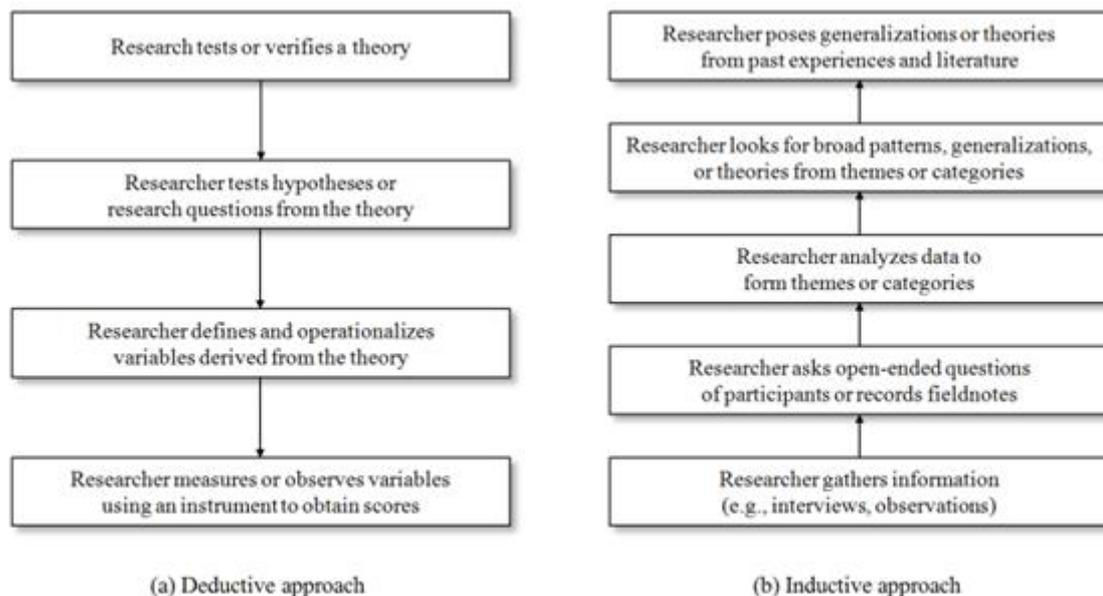 Research tests or verifies a theory
Researcher tests hypotheses or
research questions from the theory
Researcher defines and operationalizes
variables derived from the theory
Researcher measures or observes variables
using an instrument to obtain scores
(a) Deductive approach
Researcher poses generalizations or theories
from past experiences and literature
Researcher looks for broad patterns, generalizations,
or theories from themes or categories
Researcher analyzes data to
form themes or categories
Researcher asks open-ended questions
of participants or records fieldnotes
Researcher gathers information
(e.g., interviews, observations)
(b) Inductive approach